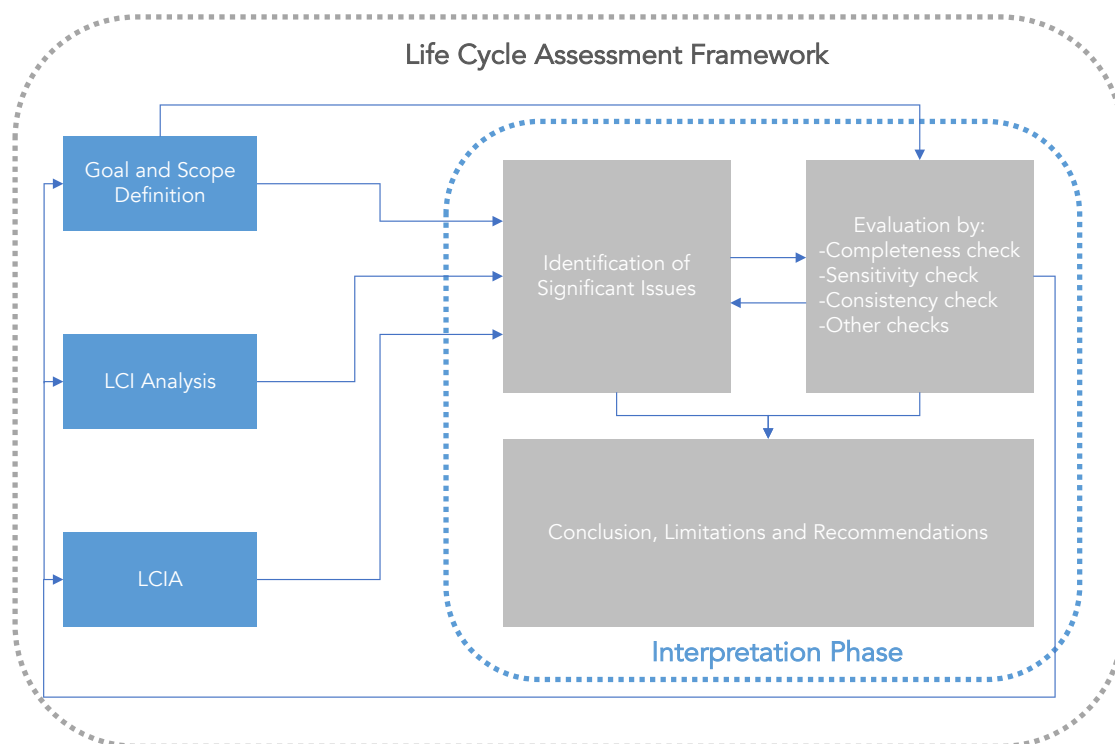 Life Cycle Assessment Framework
Goal and Scope
Definition
LCI Analysis
LCIA
Identification of
Significant Issues
Evaluation by:
-Completeness check
-Sensitivity check
-Consistency check
-Other checks
Conclusion, Limitations and Recommendations
Interpretation Phase